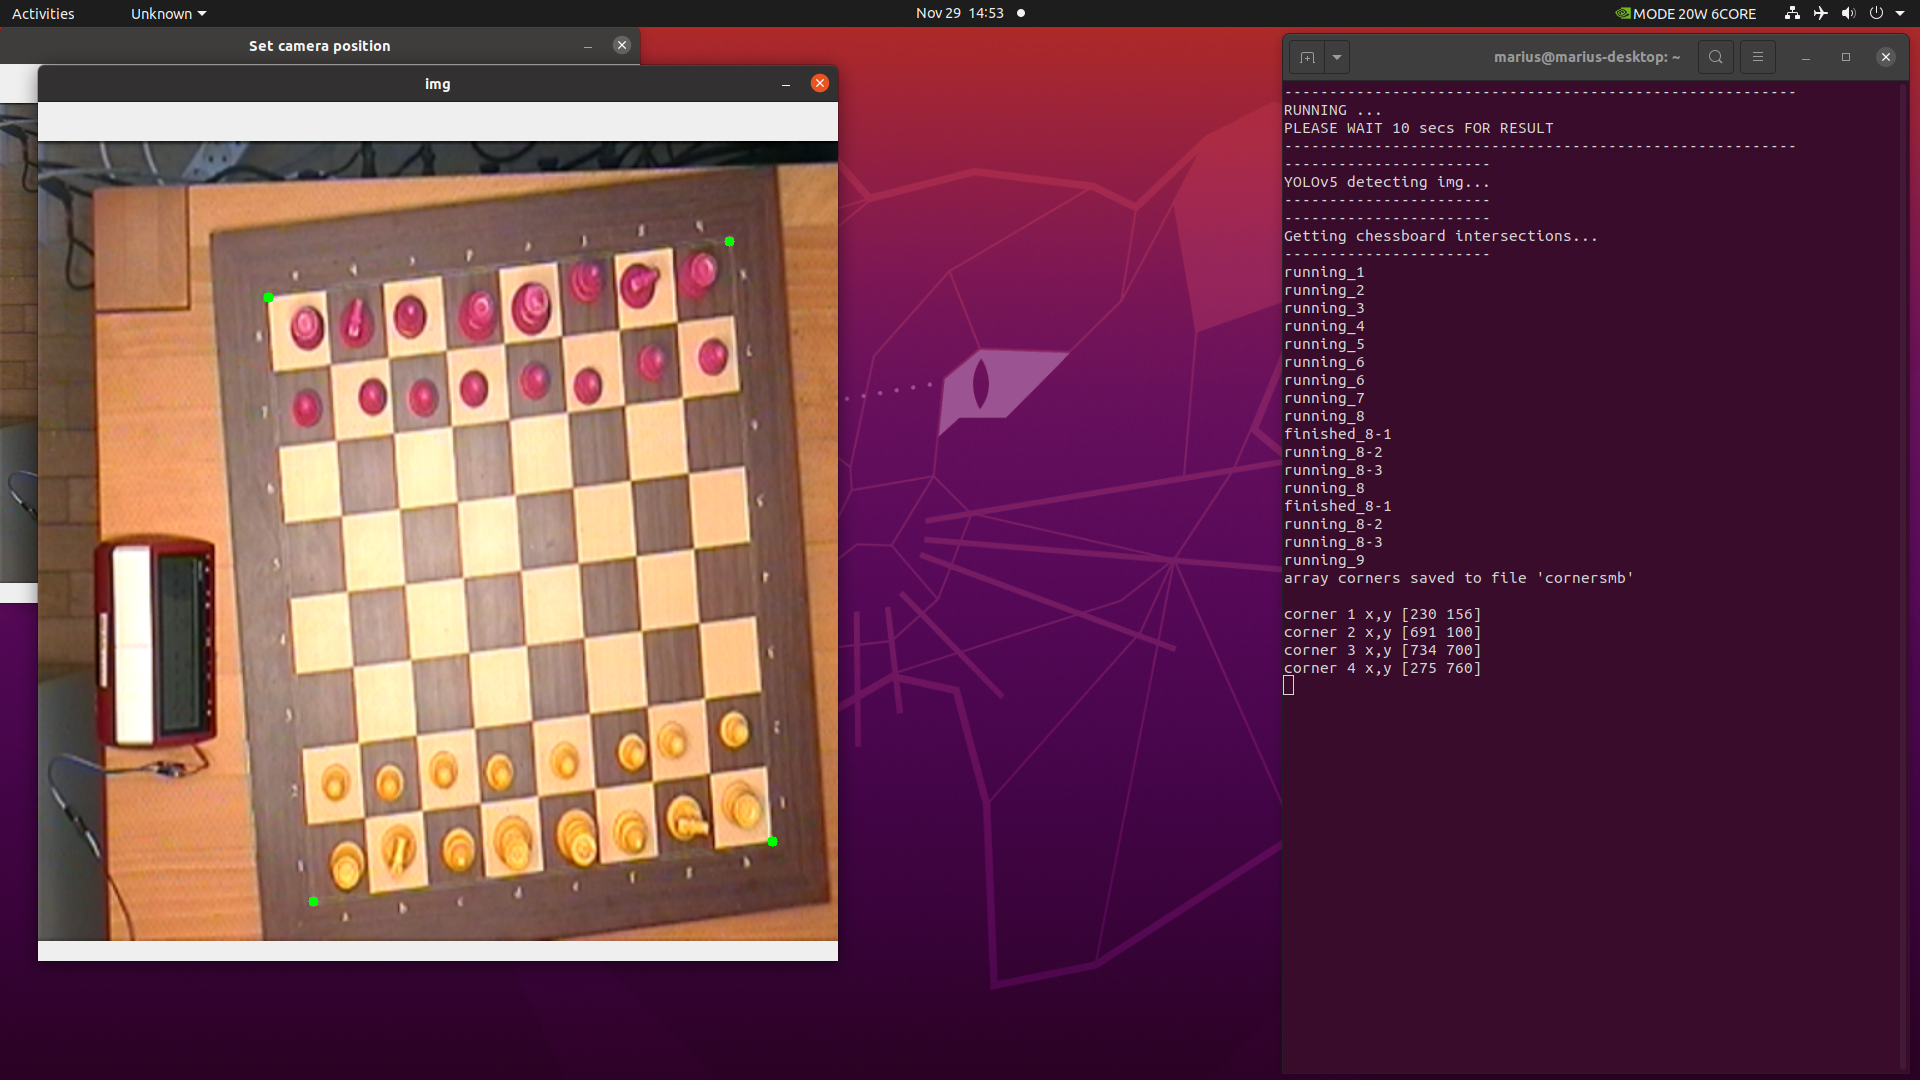 Activities
Unknown
Nov 29 14:53
MODE 20W 6CORE
Set camera position
img
marius@marius-desktop: ~
---------------------------------------------------------
RUNNING ...
PLEASE WAIT 10 secs FOR RESULT
---------------------------------------------------------
-----------------------
YOLOv5 detecting img...
-----------------------
-----------------------
Getting chessboard intersections...
-----------------------
running_1
running_2
running_3
running_4
running_5
running_6
running_6
running_7
running_8
finished_8-1
running_8-2
running_8-3
running_8
finished_8-1
running_8-2
running_8-3
running_9
array corners saved to file 'cornersmb'
corner 1 x,y [230 156]
corner 2 x,y [691 100]
corner 3 x,y [734 700]
corner 4 x,y [275 760]
a b c d e f g h